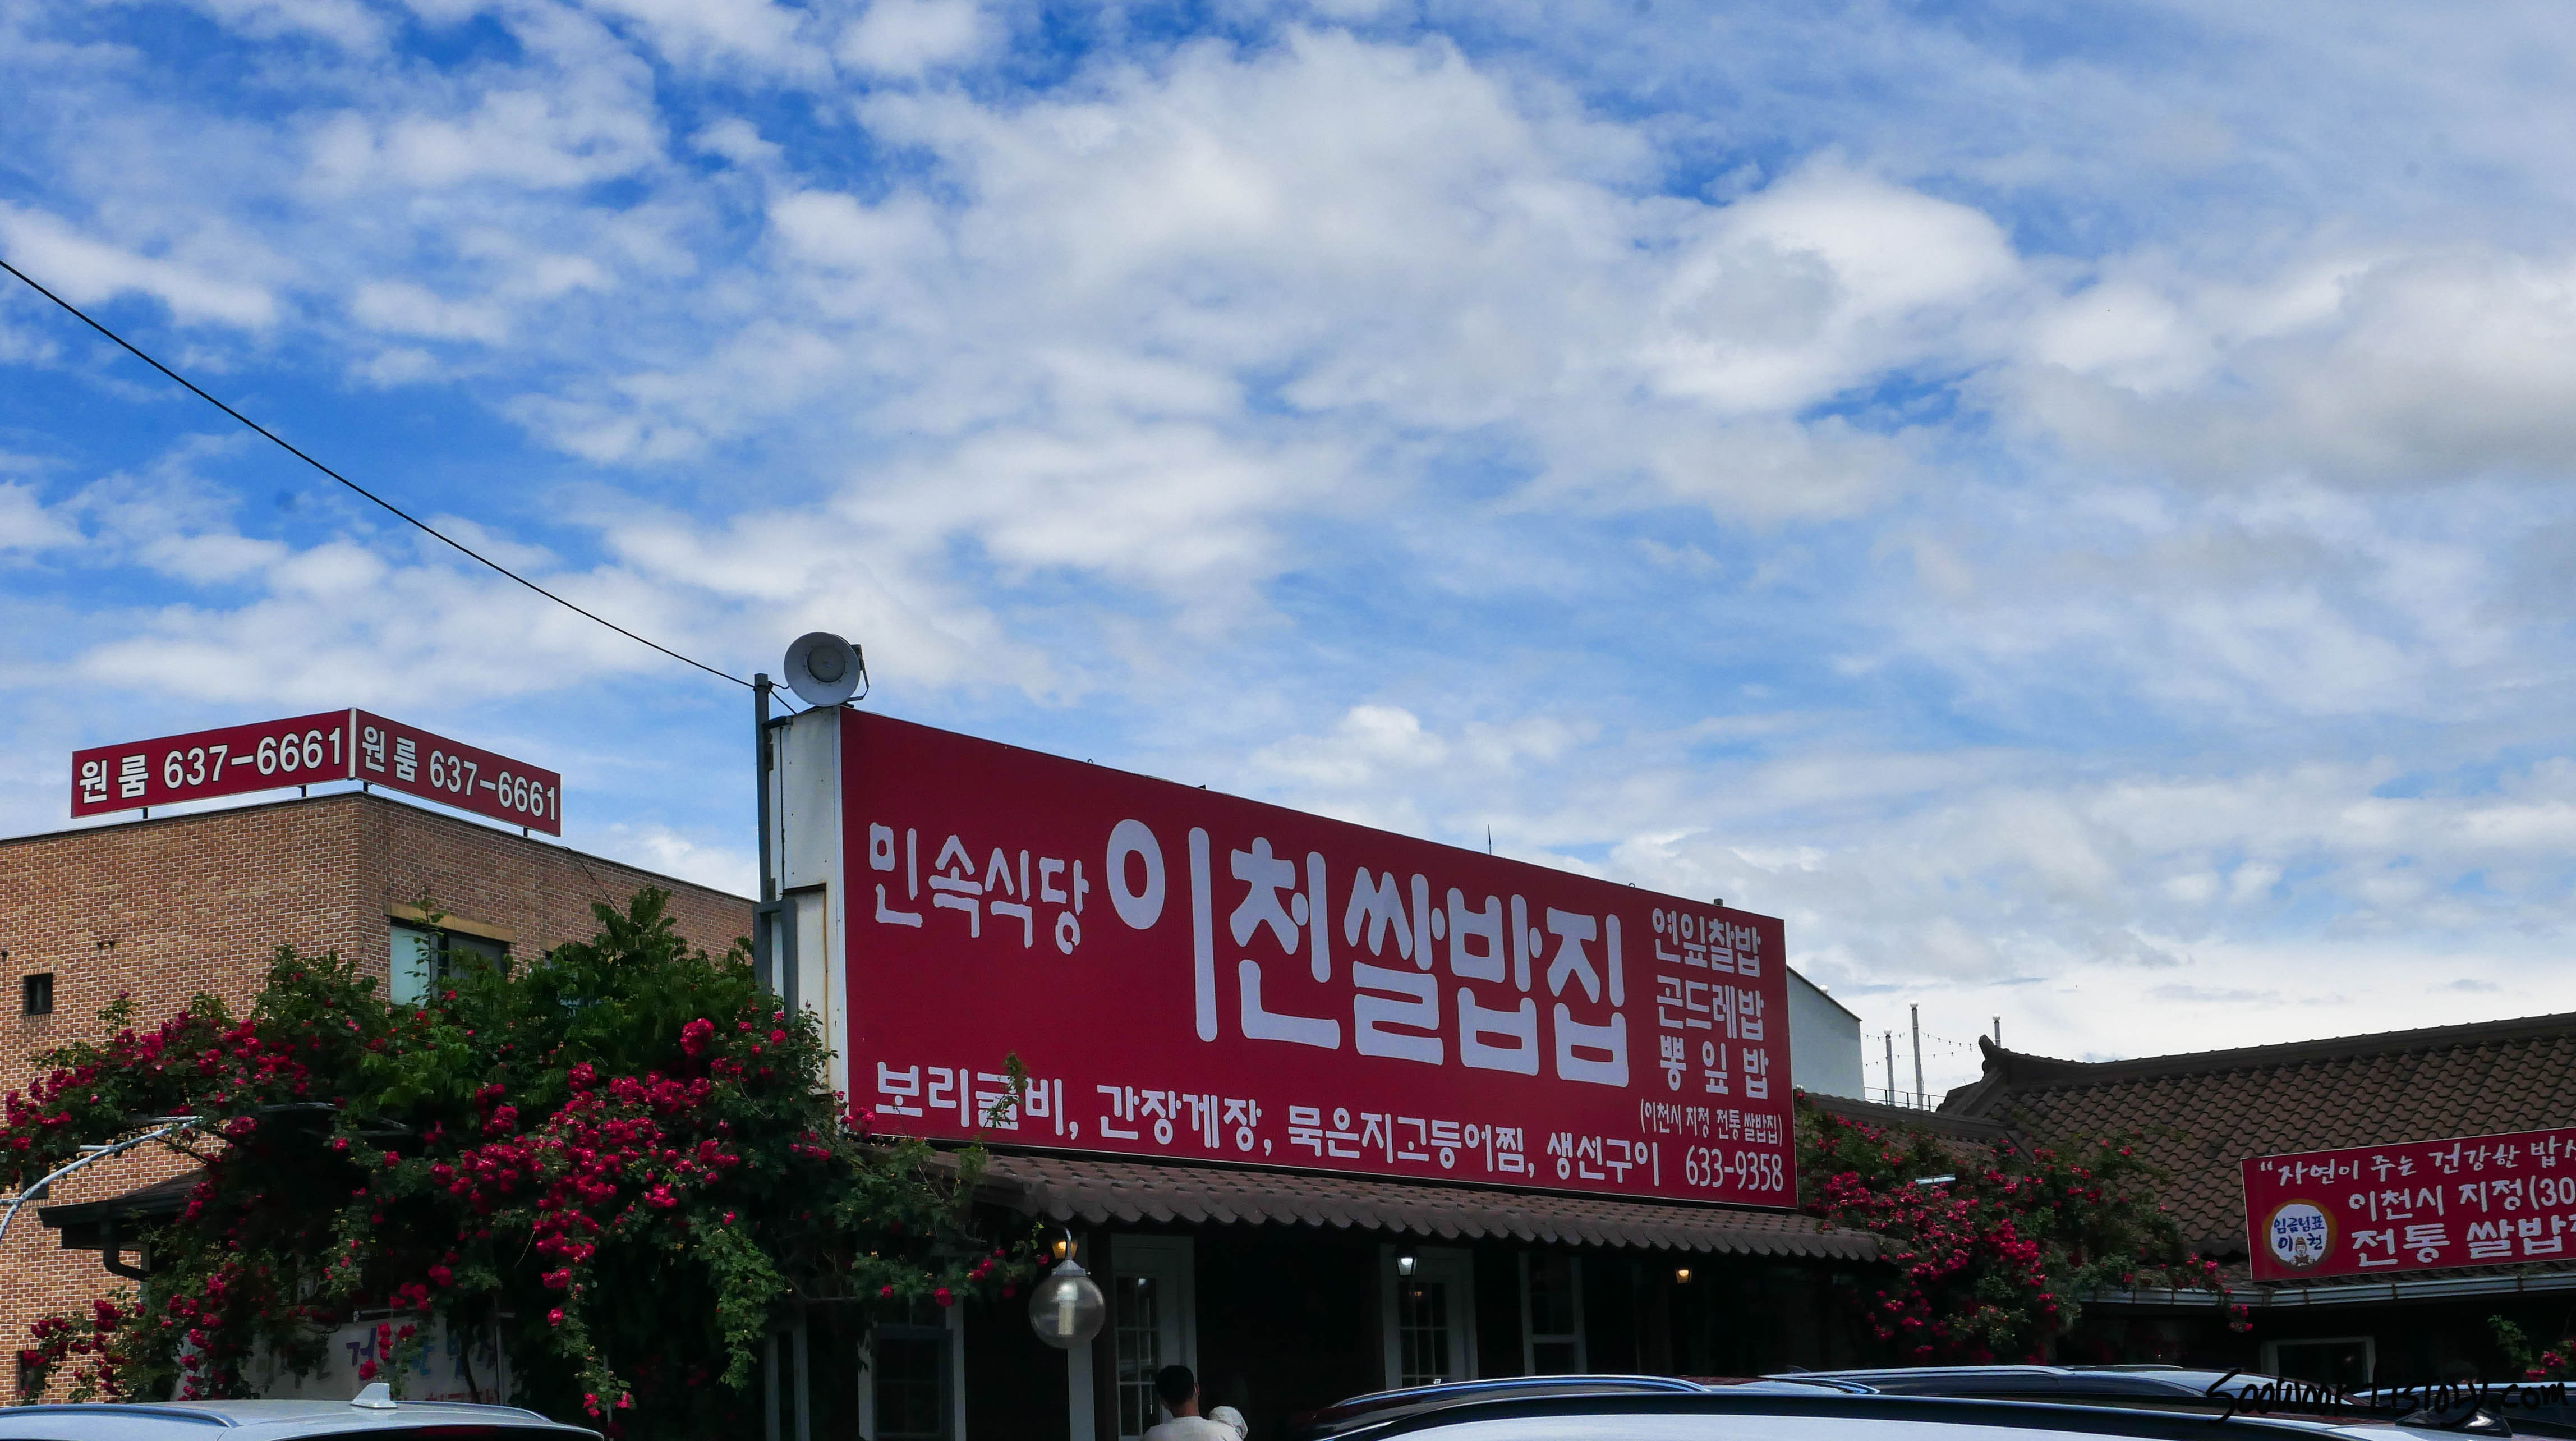 원룸 637-6661
원룸 637-6661
민속식당 이천쌀밥집
연잎찰밥
곤드레밥
뽕잎밥
(이천시 지정 전통 쌀밥집)
보리굴비, 간장게장, 묵은지고등어찜, 생선구이 633-9358
"자연이 주는 건강한
이천시 지정(30
전통 쌀밥
임금님표
이천